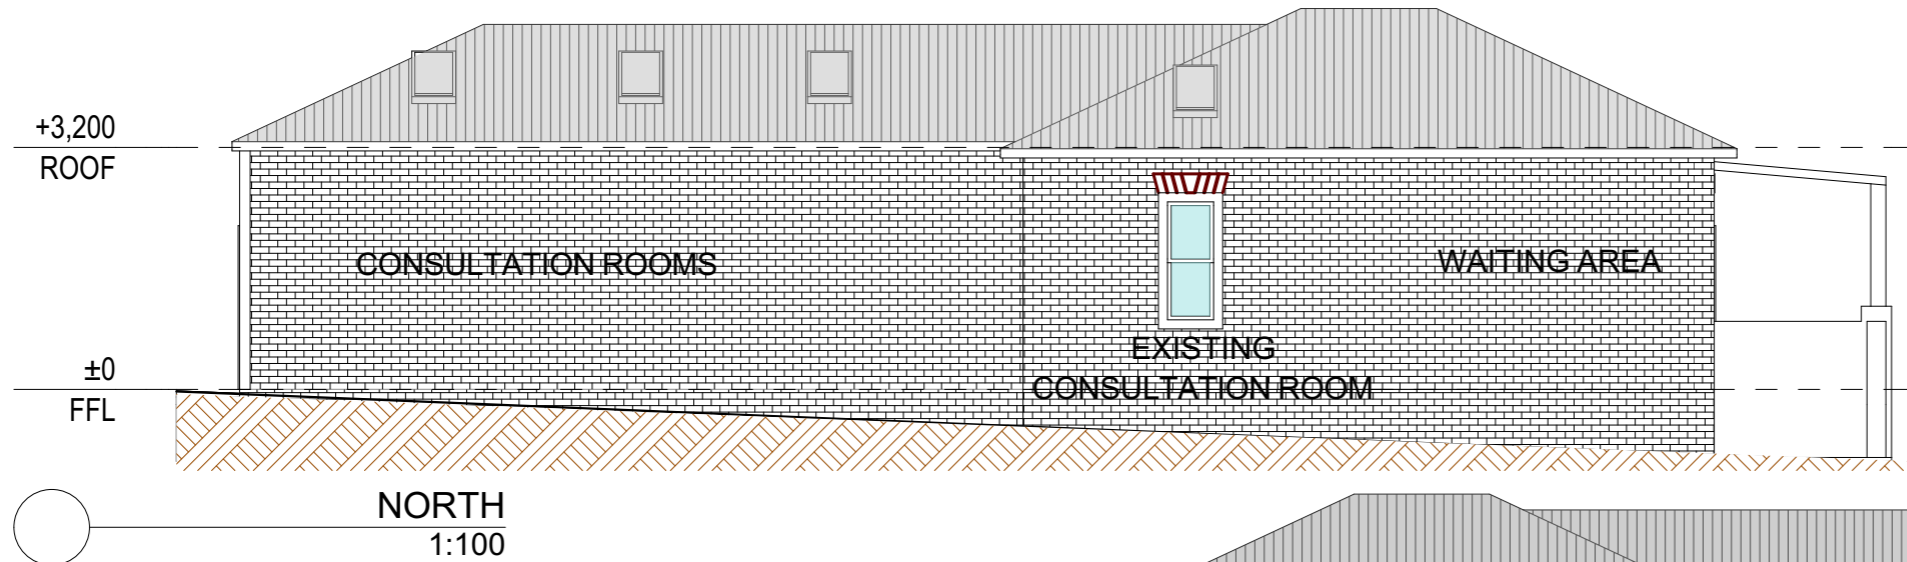 +3,200
ROOF
CONSULTATION ROOMS
WAITING AREA
EXISTING
CONSULTATION ROOM
±0
FFL
NORTH
1:100